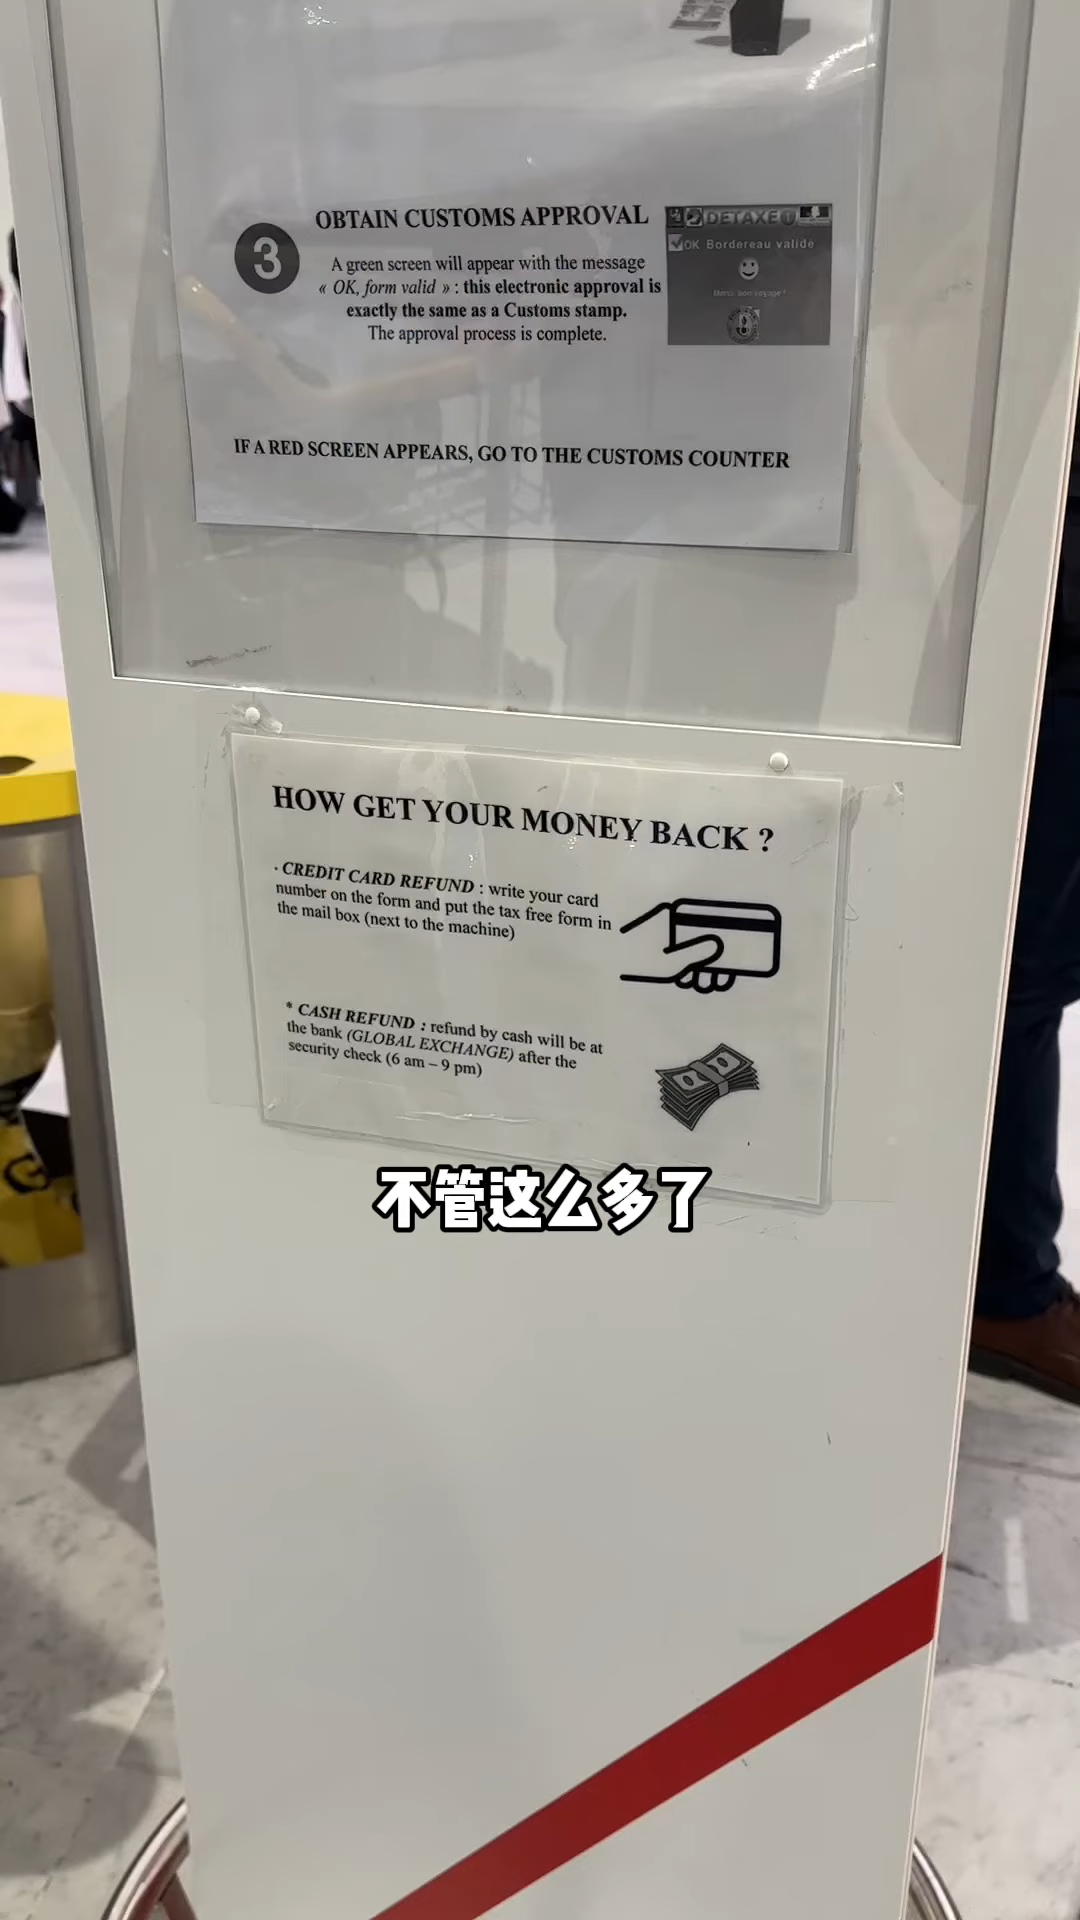 3
OBTAIN CUSTOMS APPROVAL
A green screen will appear with the message
« OK, form valid » : this electronic approval is
exactly the same as a Customs stamp.
The approval process is complete.
DETAXE
OK Bordereau valide
Merci, bon voyage !
IF A RED SCREEN APPEARS, GO TO THE CUSTOMS COUNTER
HOW GET YOUR MONEY BACK ?
· CREDIT CARD REFUND : write your card
number on the form and put the tax free form in
the mail box (next to the machine)
* CASH REFUND : refund by cash will be at
the bank (GLOBAL EXCHANGE) after the
security check (6 am – 9 pm)
不管这么多了